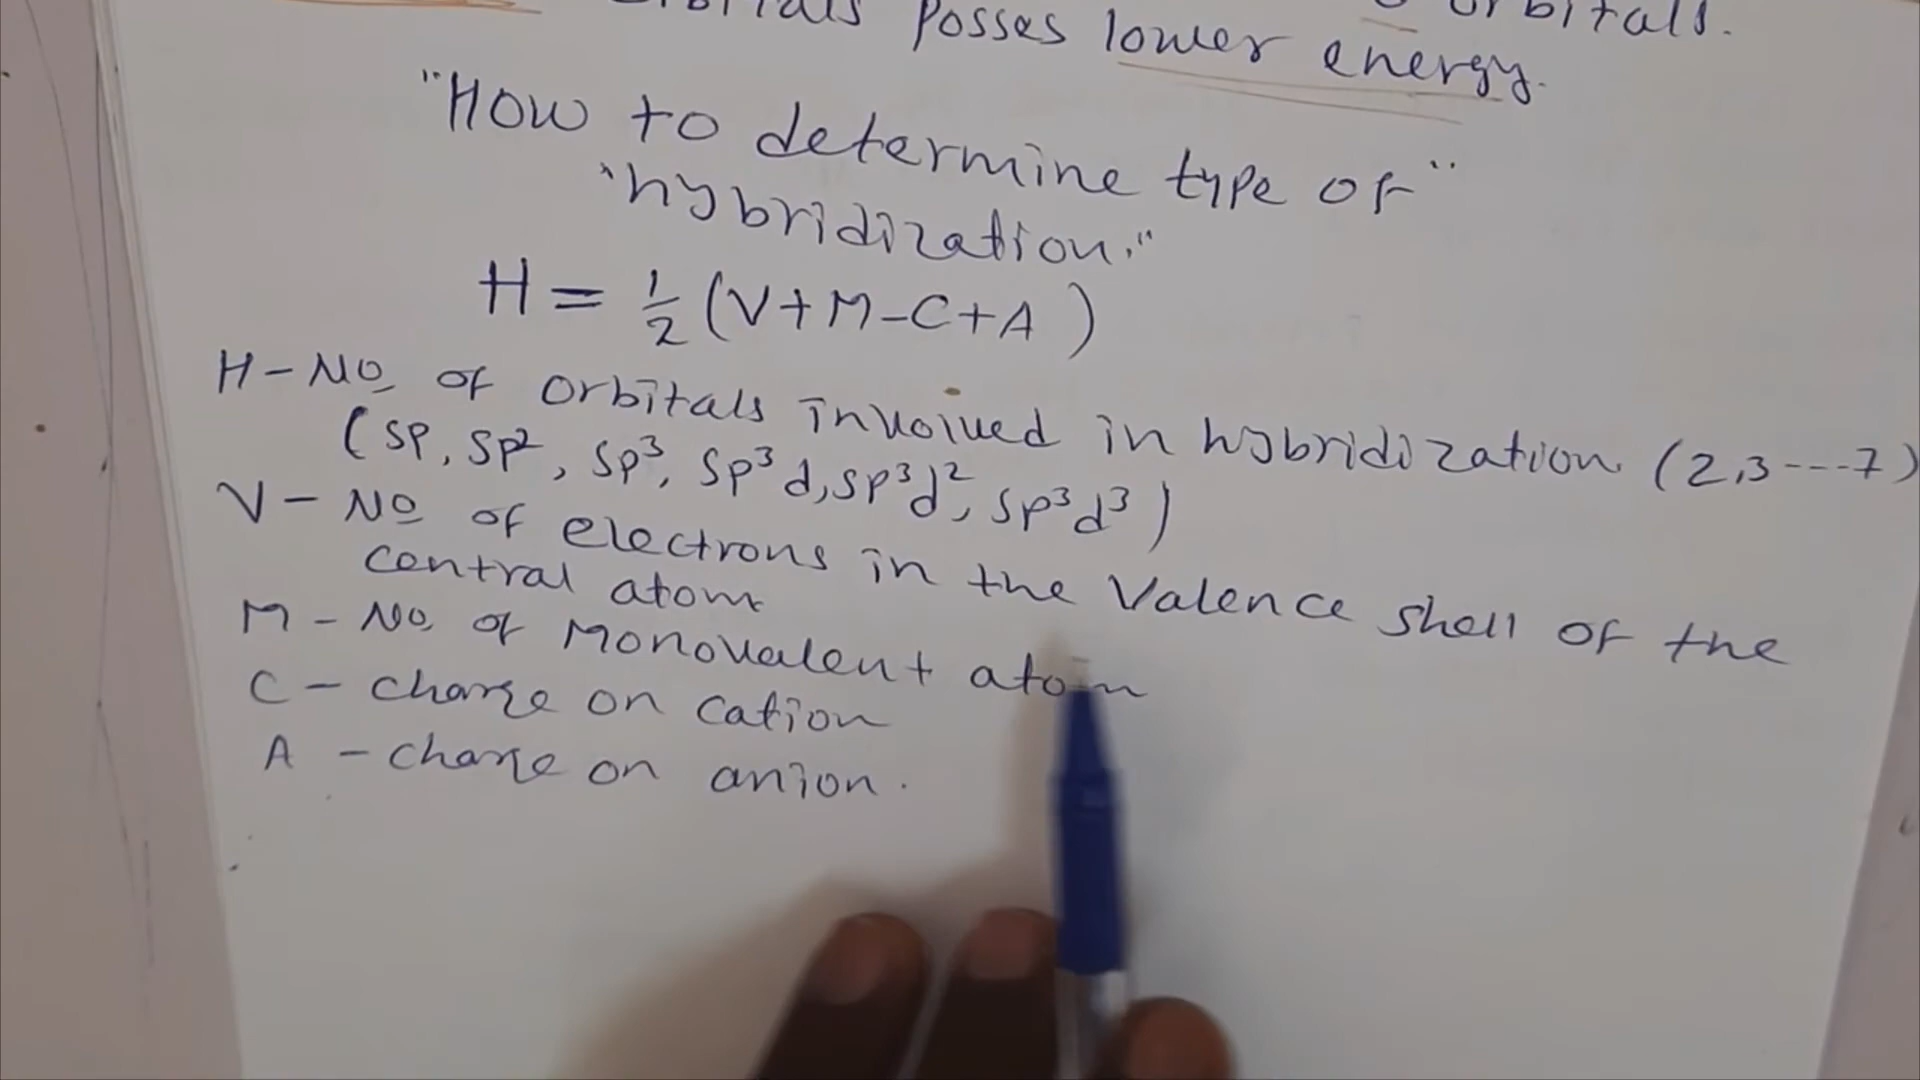 orbitals.
orbitals Posses lower energy.
"How to determine type of"
"hybridization."
H = 1/2 (V+M-C+A)
H - No of orbitals involved in hybridization (2,3---7)
(sp, sp², sp³, sp³d, sp³d², sp³d³)
V - No of electrons in the Valence shell of the
central atom
M - No. of Monovalent atom
C - charge on cation
A - charge on anion.